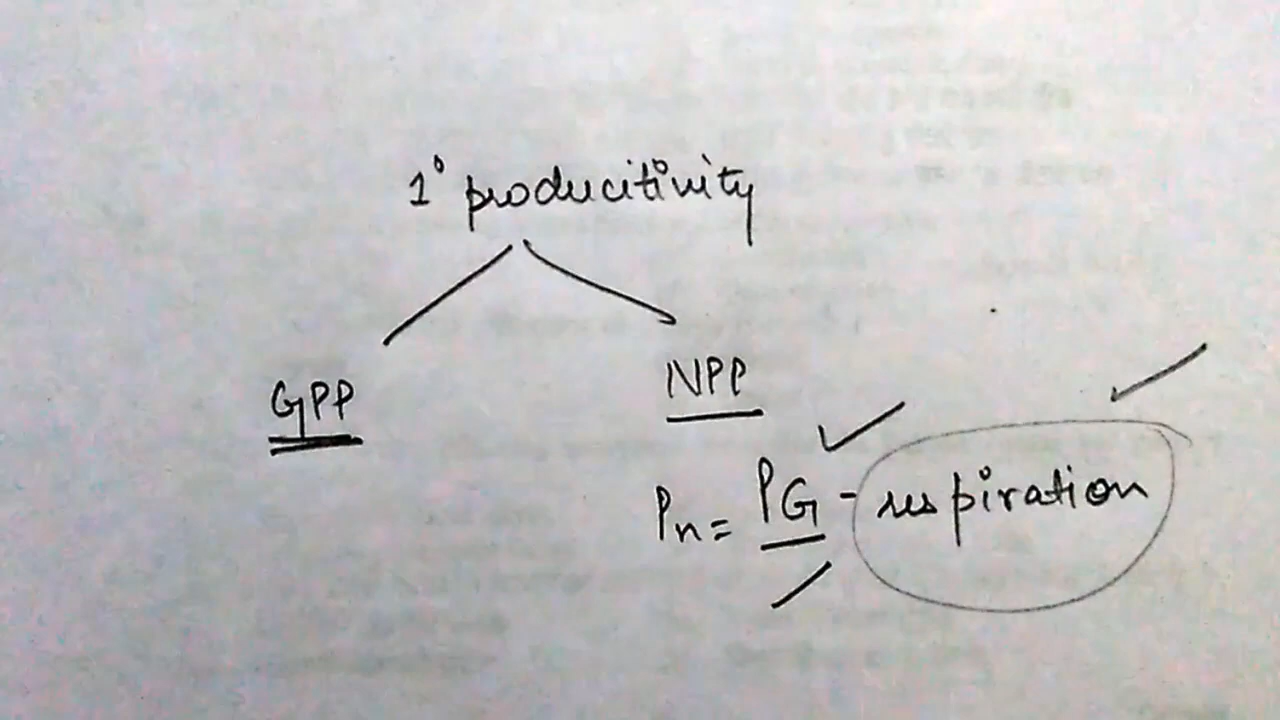 1° producitivity
GPP
NPP
Pn = PG - respiration